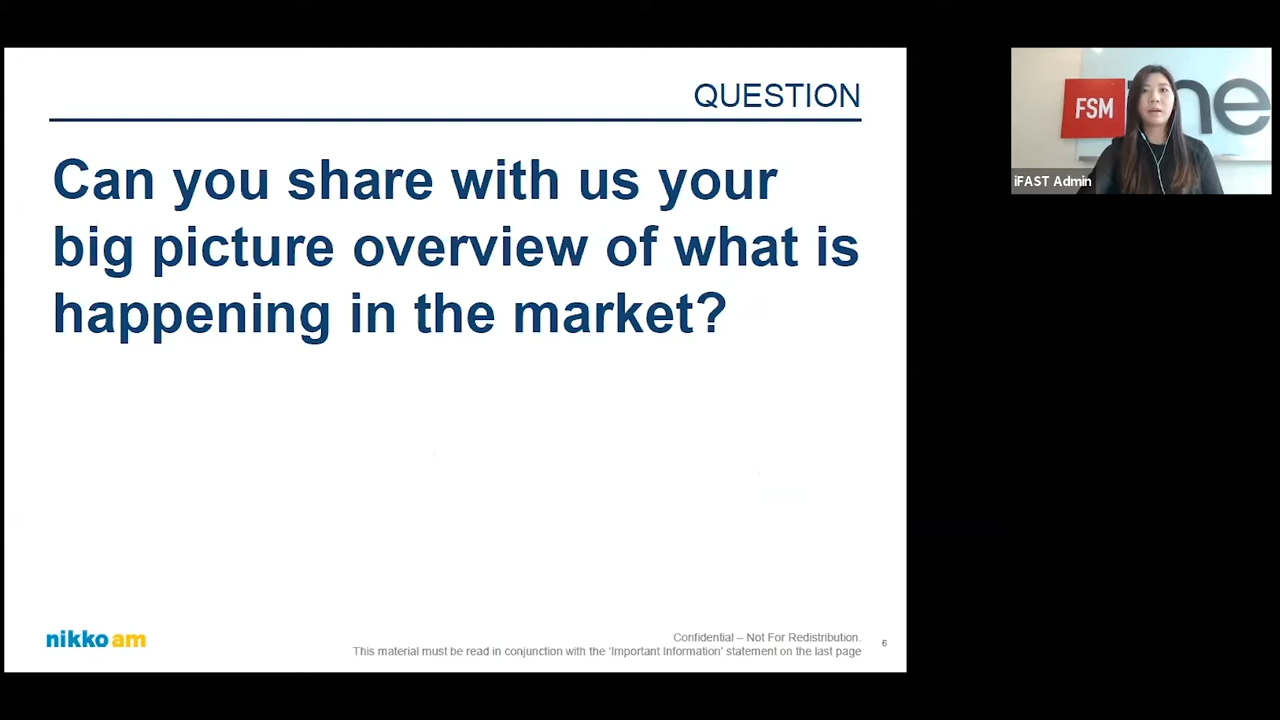 QUESTION
Can you share with us your
big picture overview of what is
happening in the market?
nikko am
Confidential – Not For Redistribution.
This material must be read in conjunction with the 'Important Information' statement on the last page
6
FSM
ne
iFAST Admin